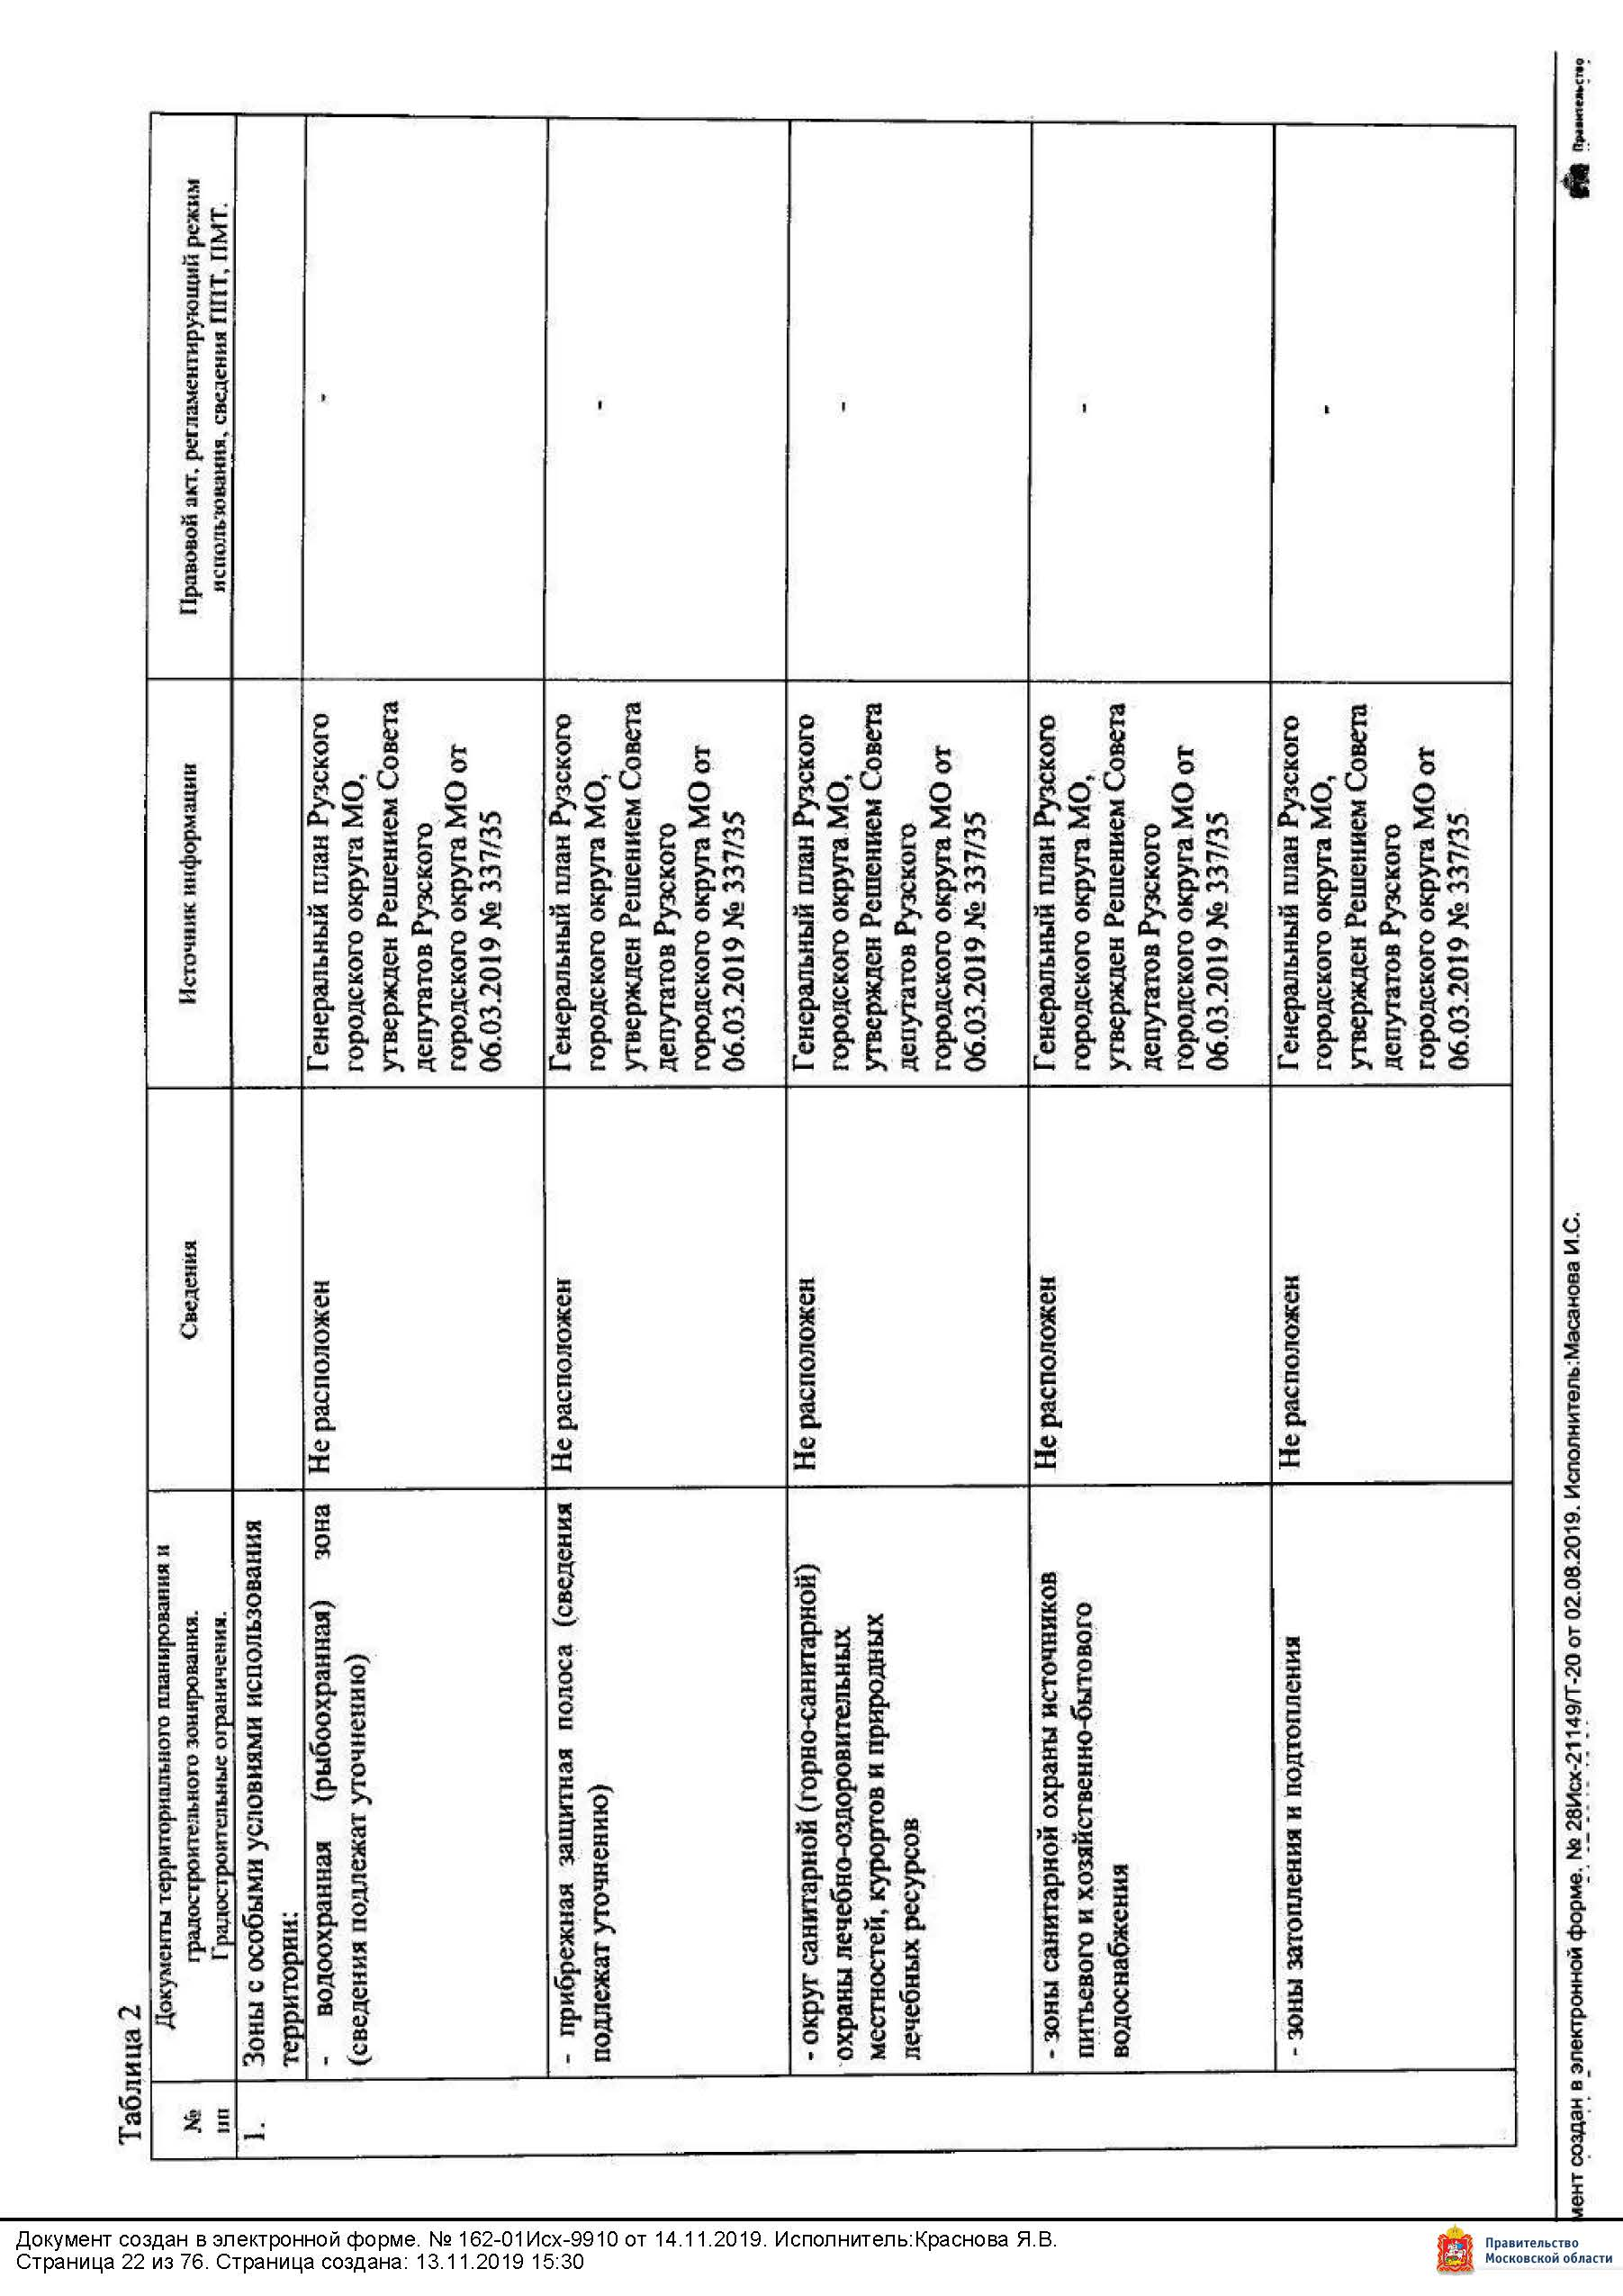 Таблица 2
№
пп
Документы территориального планирования и
градостроительного зонирования.
Градостроительные ограничения.
Сведения
Источник информации
Правовой акт, регламентирующий режим
использования, сведения ППТ, ПМТ.
1.
Зоны с особыми условиями использования
территории:
- водоохранная (рыбоохранная) зона
(сведения подлежат уточнению)
Не расположен
Генеральный план Рузского
городского округа МО,
утвержден Решением Совета
депутатов Рузского
городского округа МО от
06.03.2019 № 337/35
-
- прибрежная защитная полоса (сведения
подлежат уточнению)
Не расположен
Генеральный план Рузского
городского округа МО,
утвержден Решением Совета
депутатов Рузского
городского округа МО от
06.03.2019 № 337/35
-
- округ санитарной (горно-санитарной)
охраны лечебно-оздоровительных
местностей, курортов и природных
лечебных ресурсов
Не расположен
Генеральный план Рузского
городского округа МО,
утвержден Решением Совета
депутатов Рузского
городского округа МО от
06.03.2019 № 337/35
-
- зоны санитарной охраны источников
питьевого и хозяйственно-бытового
водоснабжения
Не расположен
Генеральный план Рузского
городского округа МО,
утвержден Решением Совета
депутатов Рузского
городского округа МО от
06.03.2019 № 337/35
-
- зоны затопления и подтопления
Не расположен
Генеральный план Рузского
городского округа МО,
утвержден Решением Совета
депутатов Рузского
городского округа МО от
06.03.2019 № 337/35
-
мент создан в электронной форме. № 28Исх-21149/Т-20 от 02.08.2019. Исполнитель:Масанова И.С.
Правительство
Документ создан в электронной форме. № 162-01Исх-9910 от 14.11.2019. Исполнитель:Краснова Я.В.
Страница 22 из 76. Страница создана: 13.11.2019 15:30
Правительство
Московской области